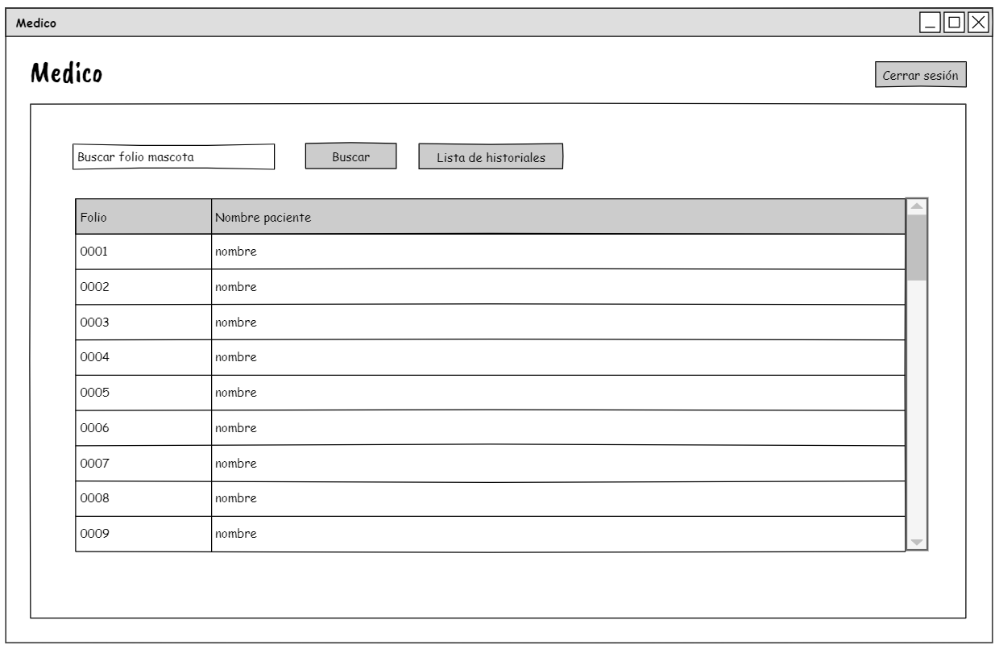 Medico
Medico
Cerrar sesión
Buscar folio mascota
Buscar
Lista de historiales
Folio Nombre paciente
0001 nombre
0002 nombre
0003 nombre
0004 nombre
0005 nombre
0006 nombre
0007 nombre
0008 nombre
0009 nombre